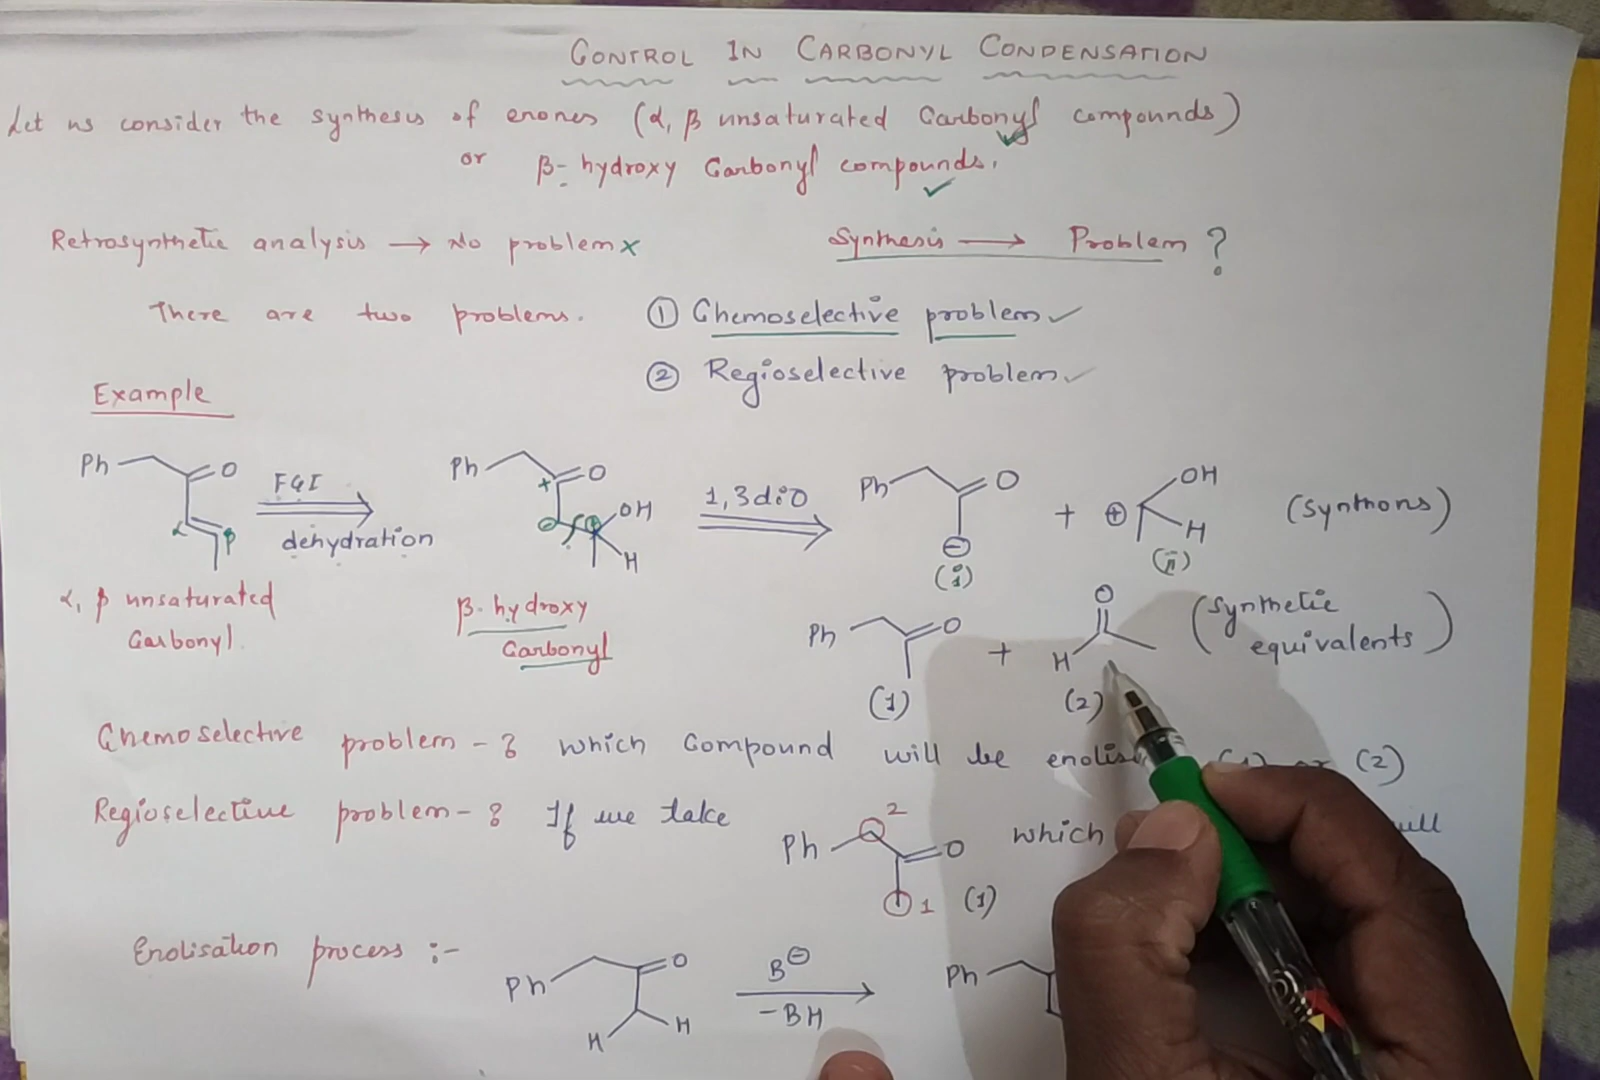 CONTROL IN CARBONYL CONDENSATION
Let us consider the synthesis of enones (α, β unsaturated Carbonyl compounds)
or β- hydroxy Carbonyl compounds.
Retrosynthetic analysis → No problem x Synthesis → Problem ?
There are two problems. ① Chemoselective problem ✓
② Regioselective problem ✓
Example
Ph O FGI dehydration Ph O OH H 1,3 diO Ph O ⊖ (i) + ⊕ OH H (ii) (Synthons)
α β + ⊖ ⊕
α, β unsaturated Carbonyl.
β- hydroxy Carbonyl
Ph O (1) + O H (2) (Synthetic equivalents)
Chemoselective problem - ? which compound will be (1) or (2)
Regioselective problem - ? If we take Ph 2 O 1 (1) which
Enolisation process :-
Ph O H H B⊖ -BH Ph